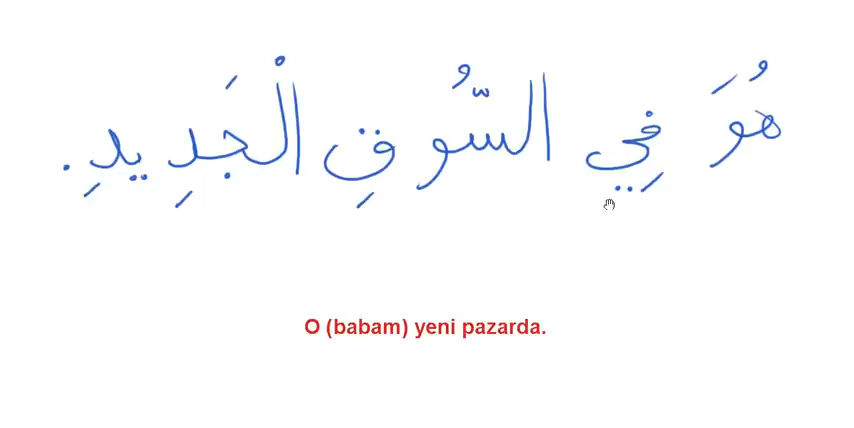 هُوَ فِي السُّوقِ الْجَدِيدِ.
O (babam) yeni pazarda.